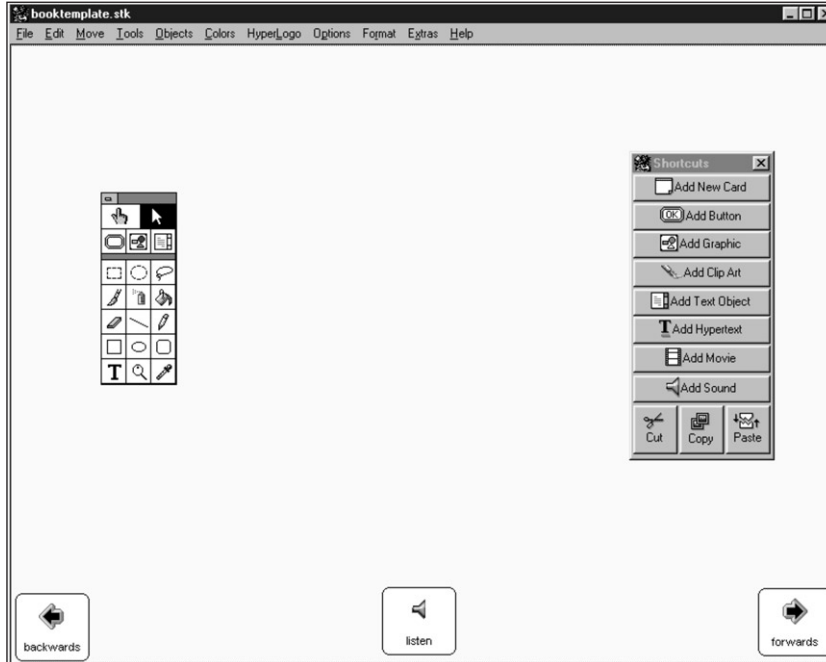 booktemplate.stk
File Edit Move Tools Objects Colors HyperLogo Options Format Extras Help
Shortcuts
Add New Card
OK Add Button
Add Graphic
Add Clip Art
Add Text Object
T Add Hypertext
Add Movie
Add Sound
Cut Copy Paste
T
backwards listen forwards